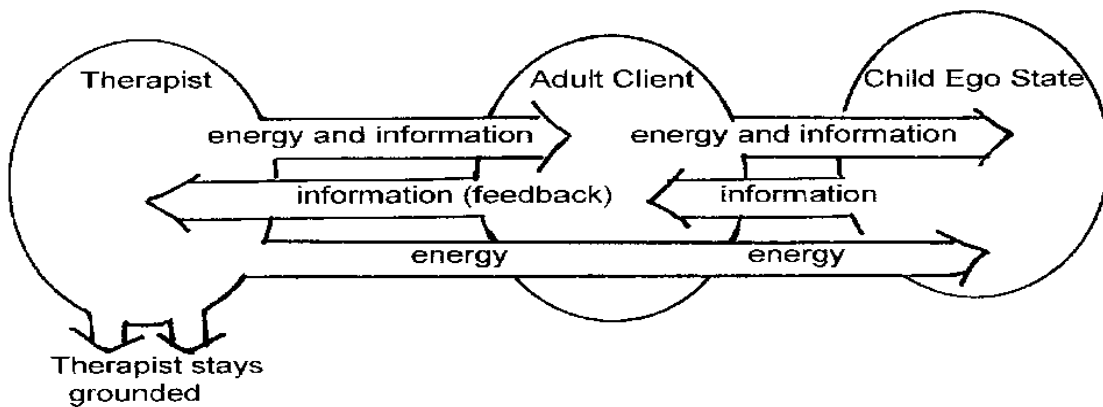 Therapist
Adult Client
Child Ego State
energy and information
energy and information
information (feedback)
information
energy
energy
Therapist stays
grounded